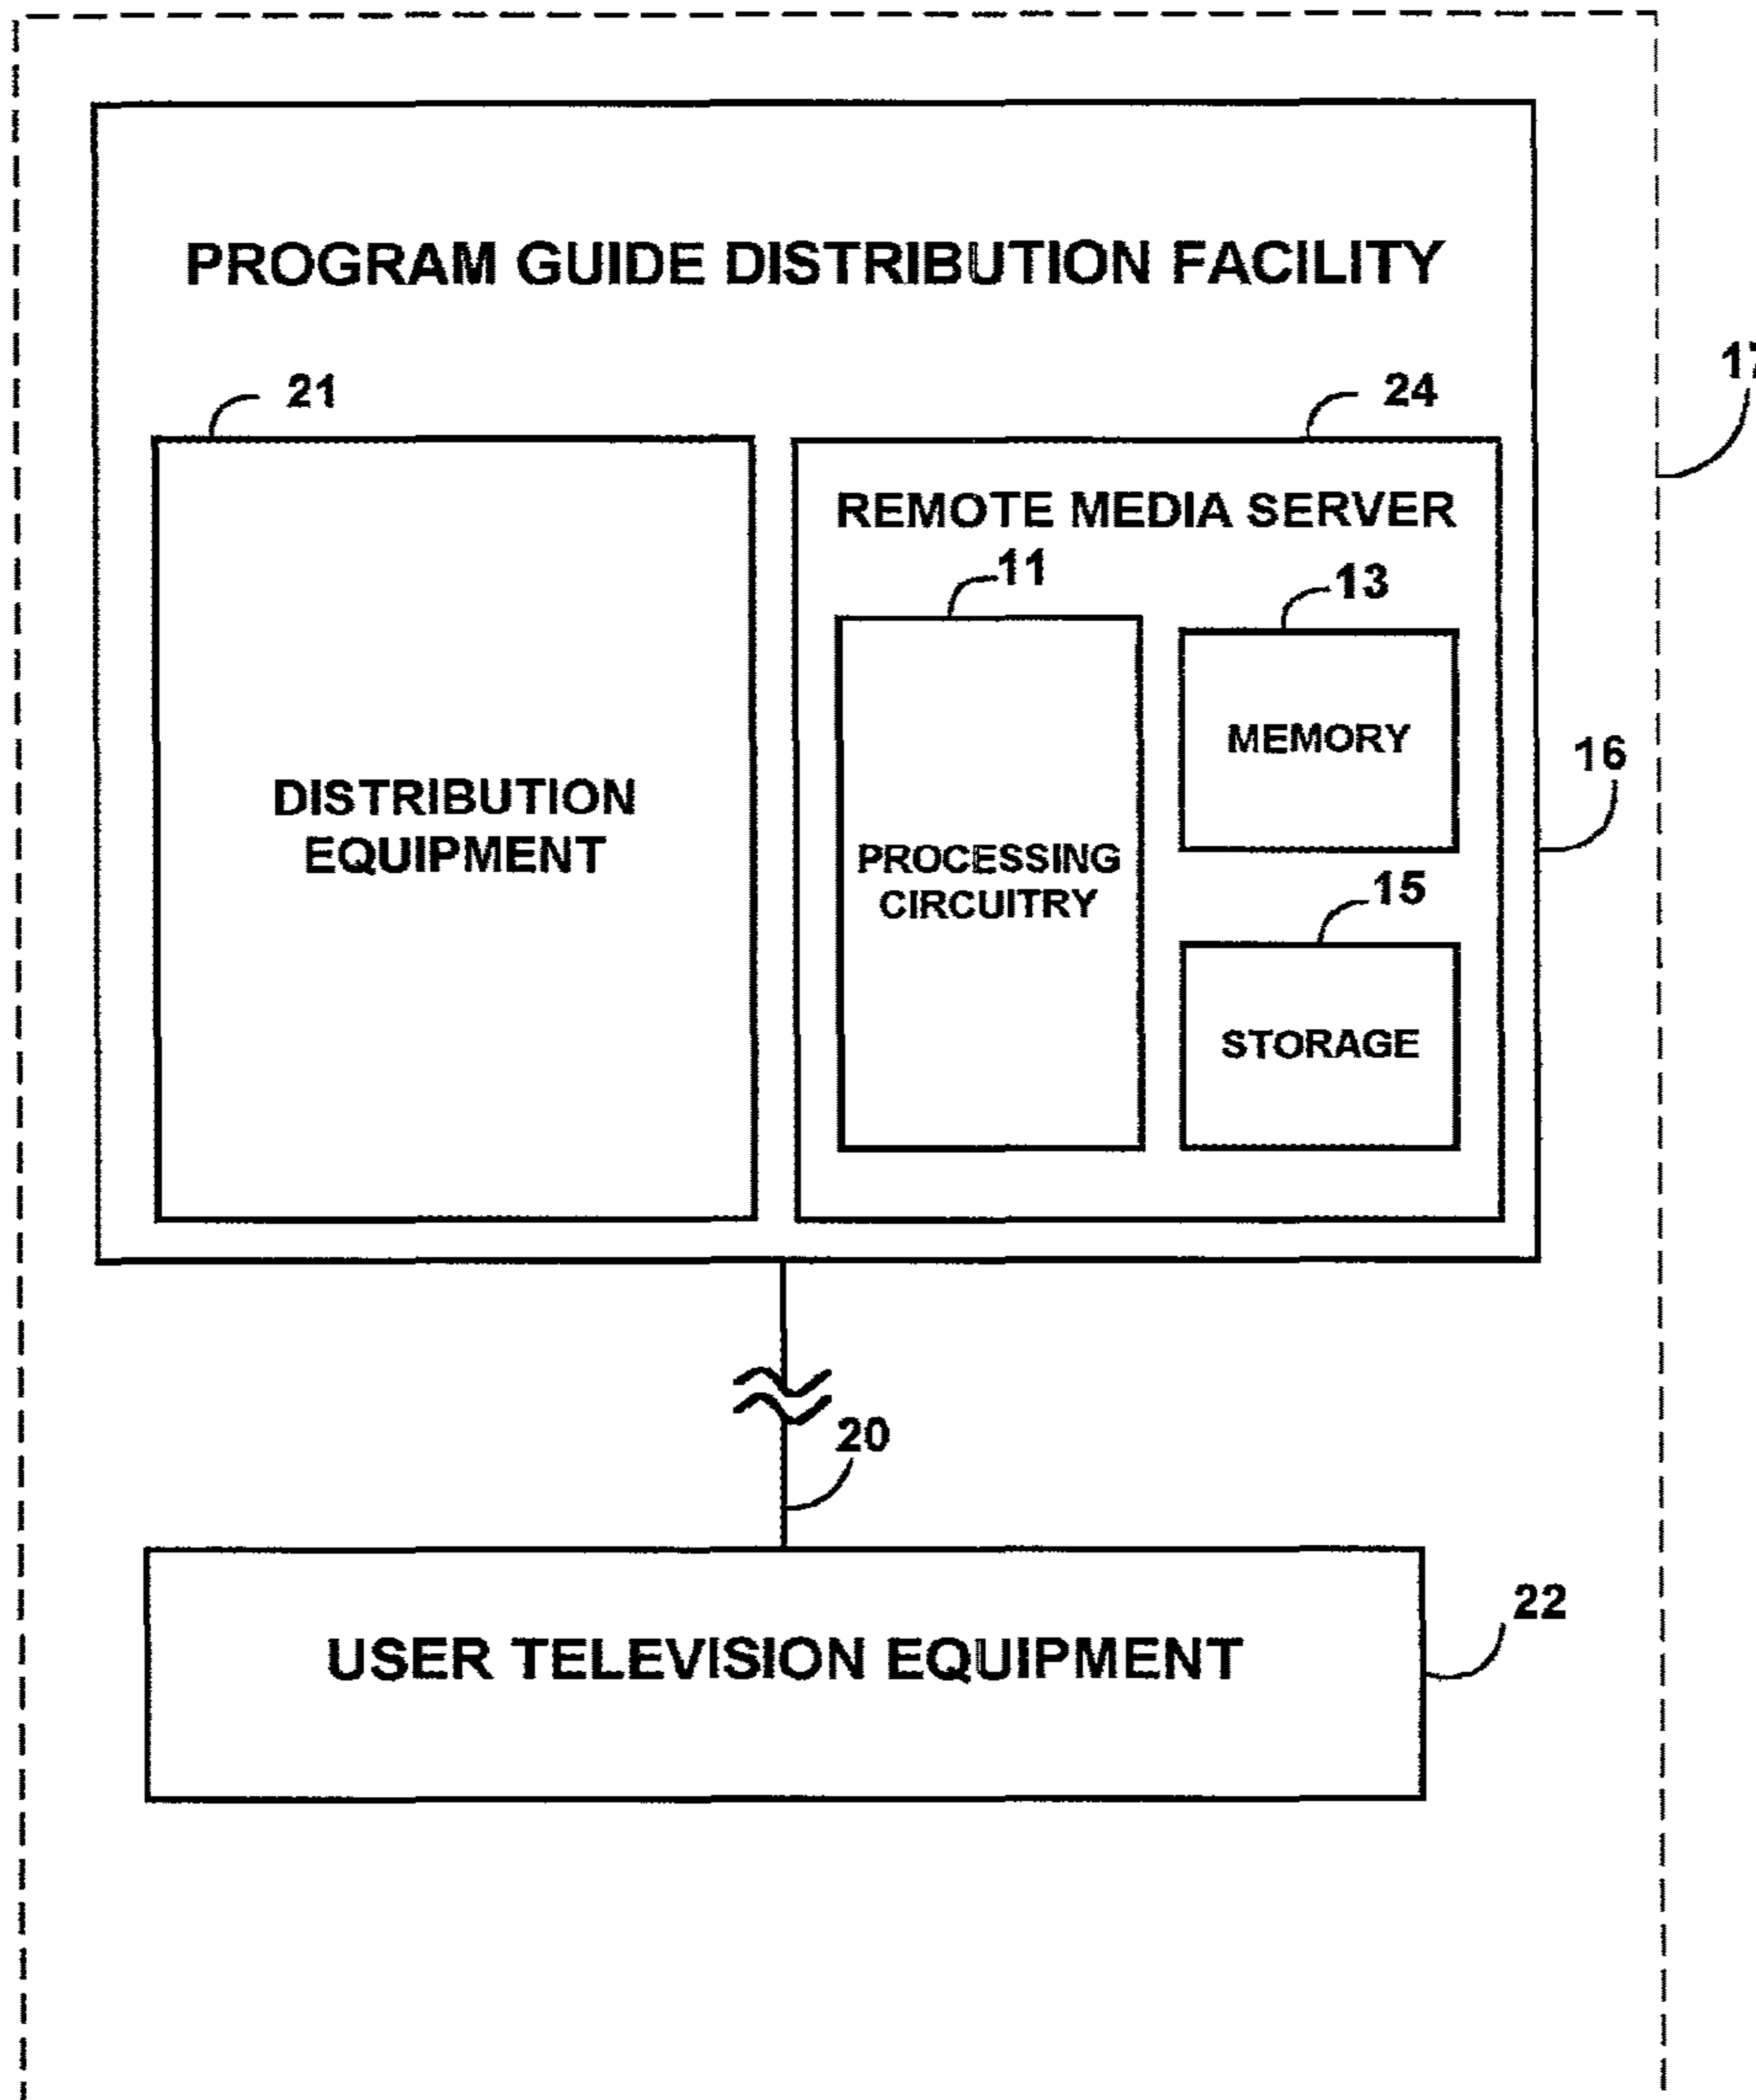 PROGRAM GUIDE DISTRIBUTION FACILITY
17
21
24
REMOTE MEDIA SERVER
11
13
MEMORY
16
DISTRIBUTION
EQUIPMENT
PROCESSING
CIRCUITRY
15
STORAGE
20
22
USER TELEVISION EQUIPMENT